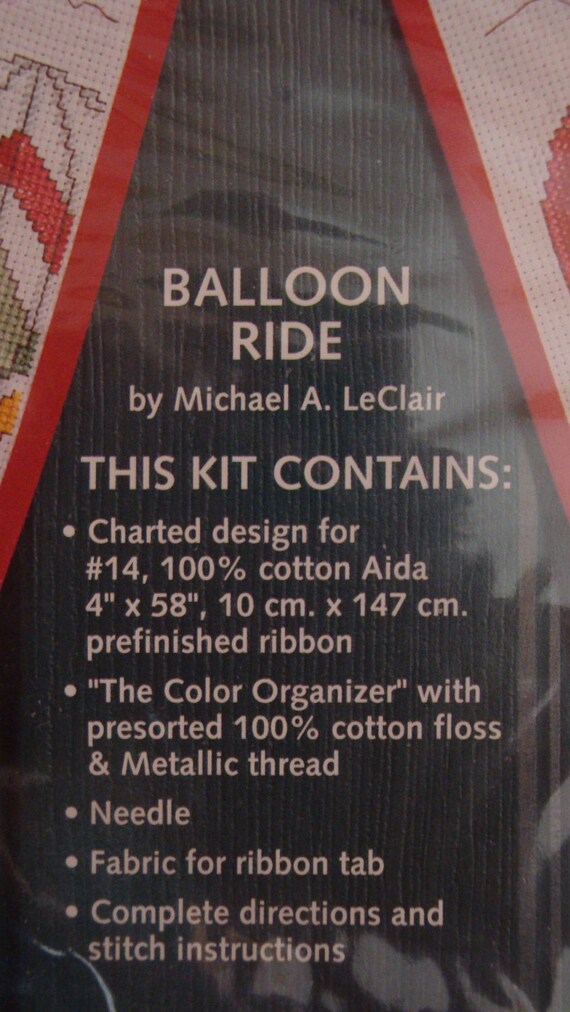 BALLOON
RIDE
by Michael A. LeClair
THIS KIT CONTAINS:
• Charted design for
#14, 100% cotton Aida
4" x 58", 10 cm. x 147 cm.
prefinished ribbon
• "The Color Organizer" with
presorted 100% cotton floss
& Metallic thread
• Needle
• Fabric for ribbon tab
• Complete directions and
stitch instructions